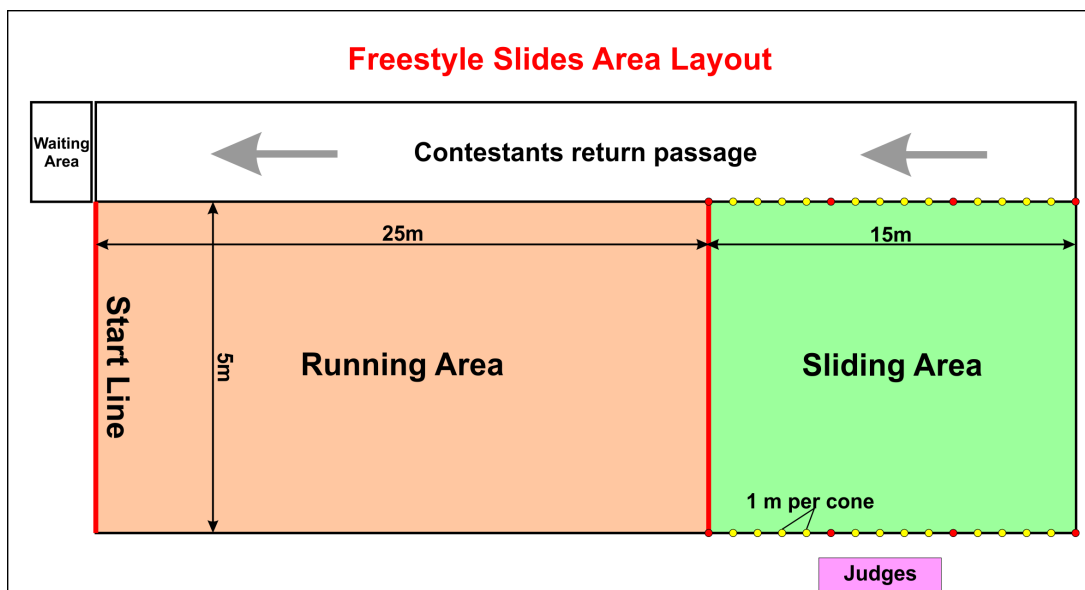 Freestyle Slides Area Layout
Waiting
Area
Contestants return passage
25m
15m
Start Line
5m
Running Area
Sliding Area
1 m per cone
Judges